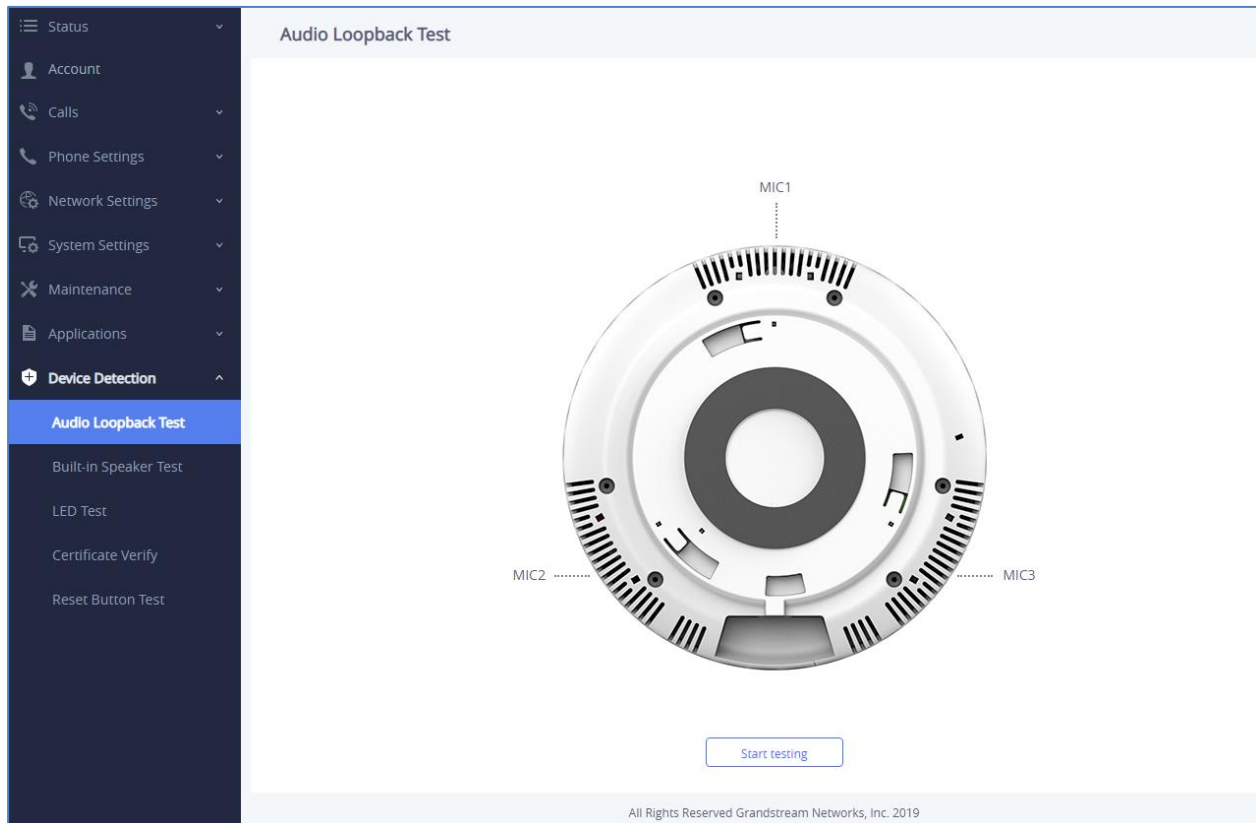 Status
Account
Calls
Phone Settings
Network Settings
System Settings
Maintenance
Applications
Device Detection
Audio Loopback Test
Built-in Speaker Test
LED Test
Certificate Verify
Reset Button Test
Audio Loopback Test
MIC1
MIC2
MIC3
Start testing
All Rights Reserved Grandstream Networks, Inc. 2019